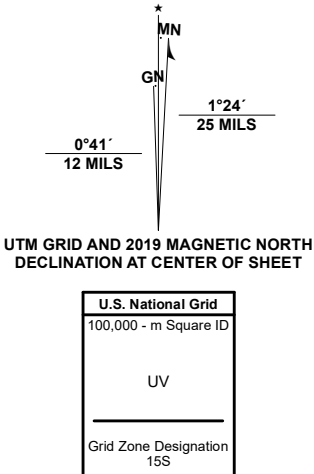 ★
MN
GN
1°24´
25 MILS
0°41´
12 MILS
UTM GRID AND 2019 MAGNETIC NORTH
DECLINATION AT CENTER OF SHEET
U.S. National Grid
100,000 - m Square ID
UV
Grid Zone Designation
15S